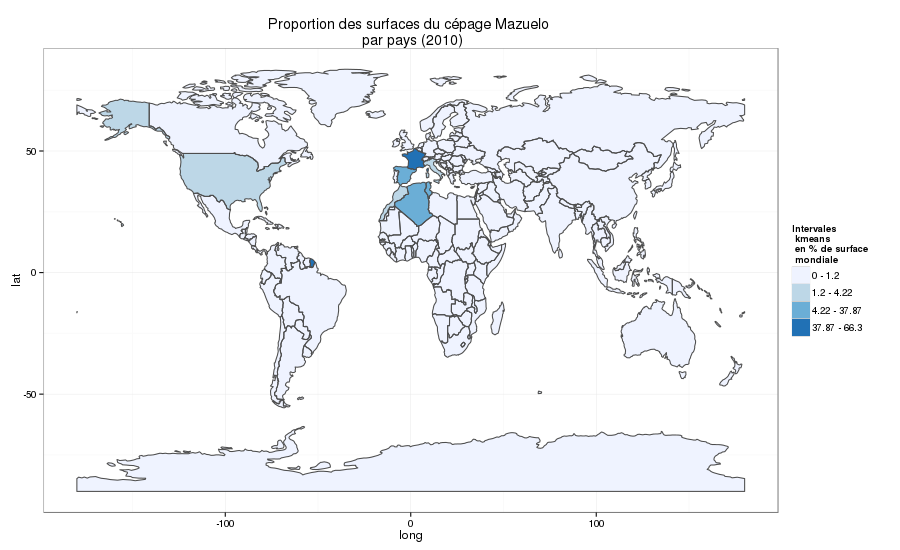 Proportion des surfaces du cépage Mazuelo
par pays (2010)
50
0
-50
lat
-100
0
100
long
Intervales
kmeans
en % de surface
mondiale
0 - 1.2
1.2 - 4.22
4.22 - 37.87
37.87 - 66.3